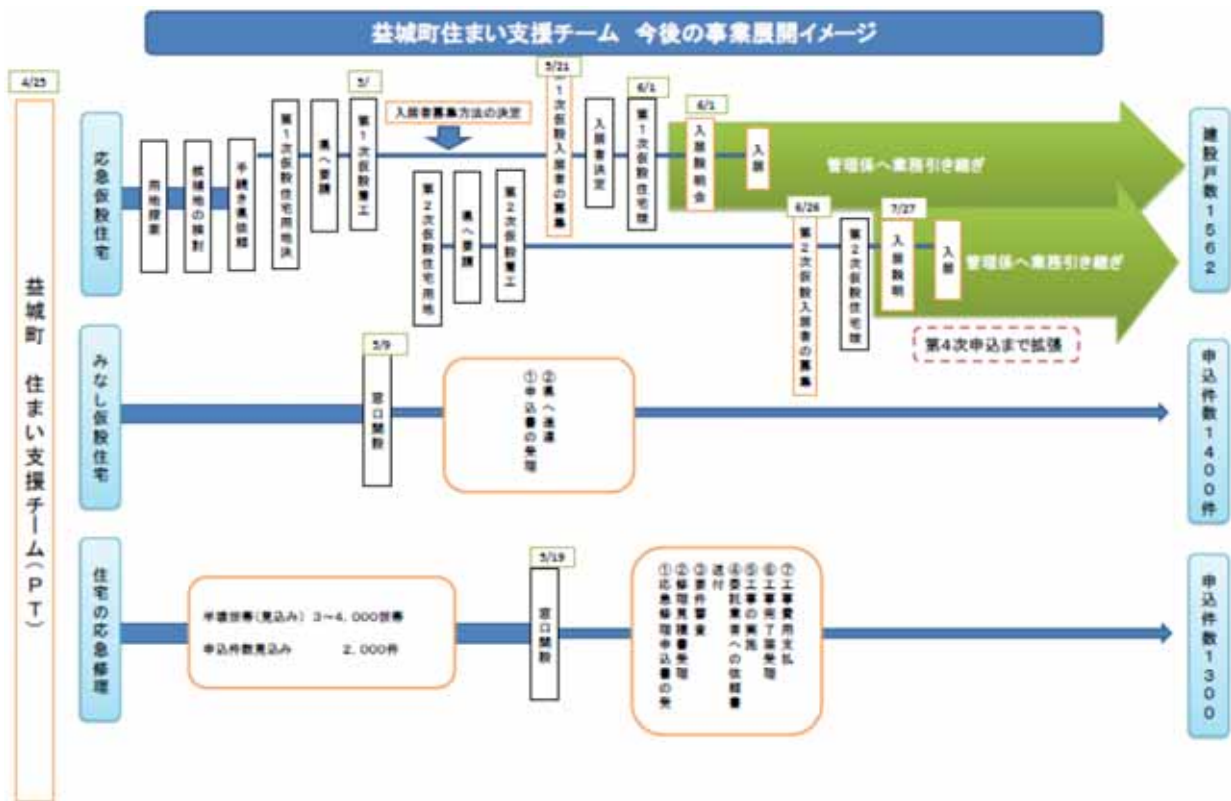 益城町住まい支援チーム 今後の事業展開イメージ
4/25
益城町 住まい支援チーム(PT)
応急仮設住宅
用地捜索
候補地の検討
手続き県依頼
第1次仮設住宅用地決
県へ要請
5/
第1次仮設着工
入居者募集方法の決定
第2次仮設住宅用地
県へ要請
第2次仮設着工
5/21
第1次仮設入居者の募集
入居者決定
6/1
第1次仮設住宅竣
6/1
入居説明会
入居
管理係へ業務引き継ぎ
6/26
第2次仮設入居者の募集
第2次仮設住宅竣
7/27
入居説明
入居
管理係へ業務引き継ぎ
第4次申込まで拡張
建設戸数1562
みなし仮設住宅
5/9
窓口開設
①申込書の受理
②県へ進達
申込件数1400件
住宅の応急修理
半壊世帯(見込み) 3~4,000世帯
申込件数見込み 2,000件
5/19
窓口開設
①応急修理申込書の受
②修理見積書受理
③要件審査
④委託業者への依頼書
送付
⑤工事の実施
⑥工事完了届受理
⑦工事費用支払
申込件数1300